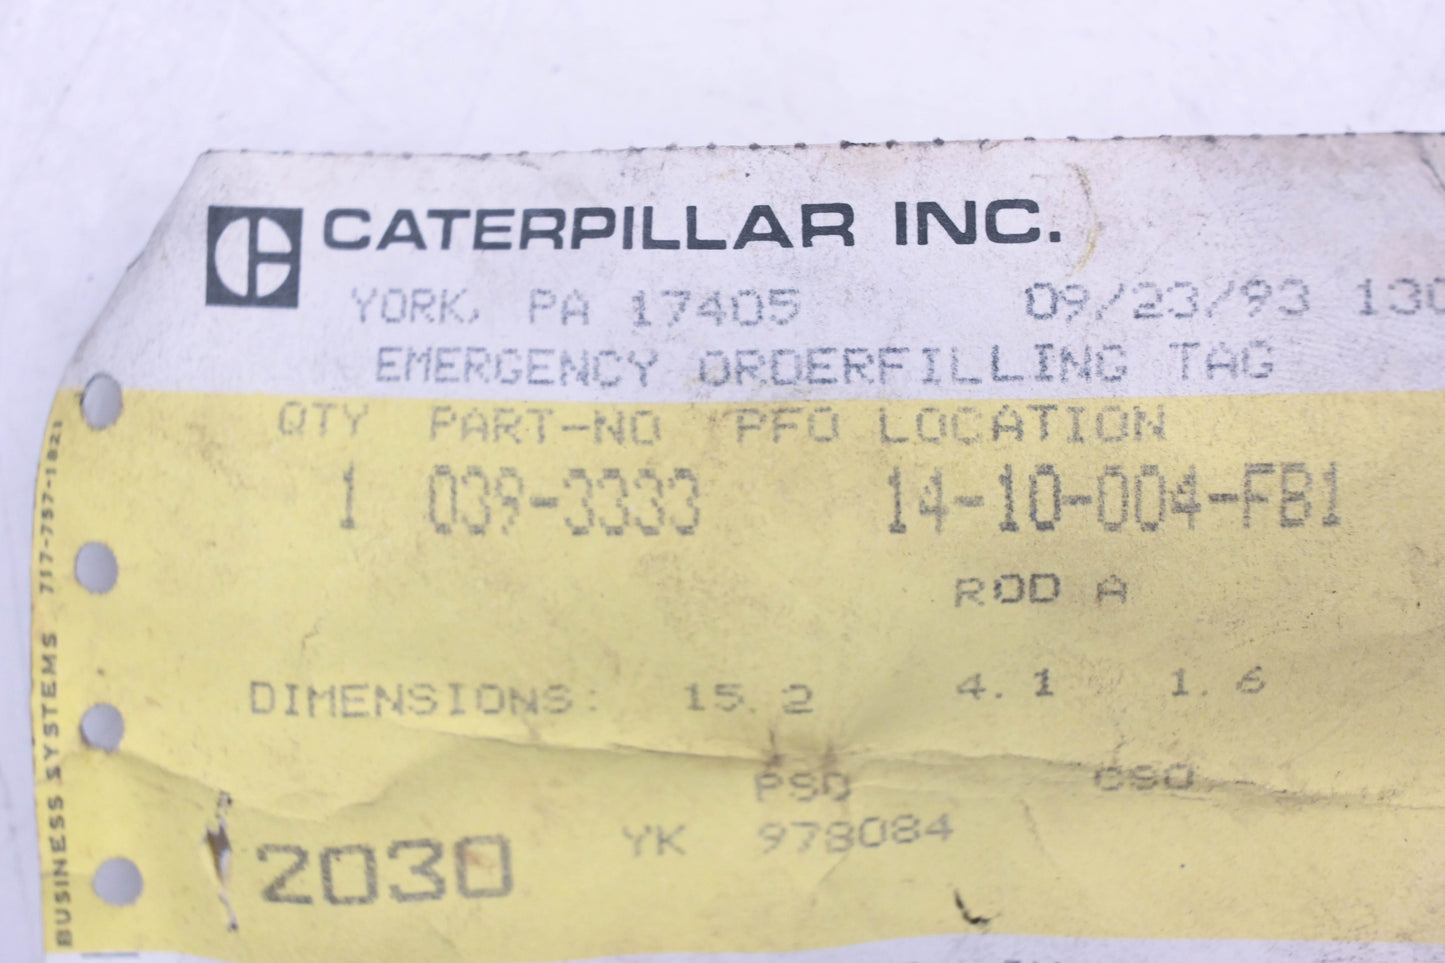 CATERPILLAR INC.
YORK, PA 17405 09/23/93 130
EMERGENCY ORDERFILLING TAG
QTY PART-NO PFO LOCATION
1 039-3333 14-10-004-FB1
ROD A
DIMENSIONS: 15.2 4.1 1.6
PSO CSO
2030 YK 978084
BUSINESS SYSTEMS 717-757-1821